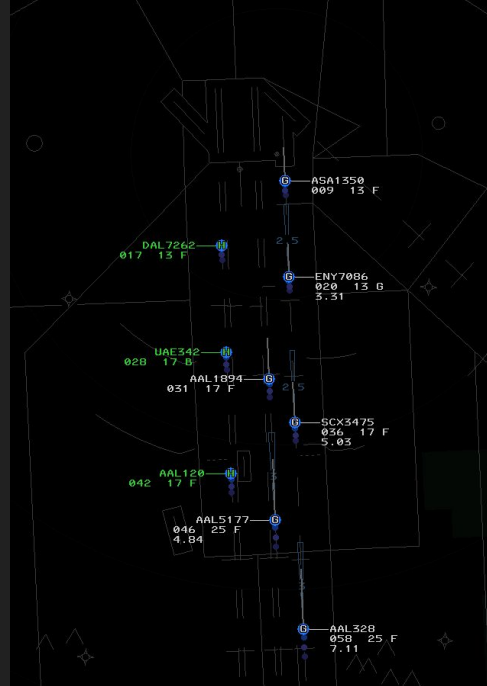 G ASA1350
009 13 F
2 5
DAL7262
017 13 F
G ENY7086
020 13 G
3.31
UAE342
028 17 B
AAL1894 G
031 17 F
2 5
G SCX3475
036 17 F
5.03
AAL120
042 17 F
AAL5177 G
046 25 F
4.84
G AAL328
058 25 F
7.11